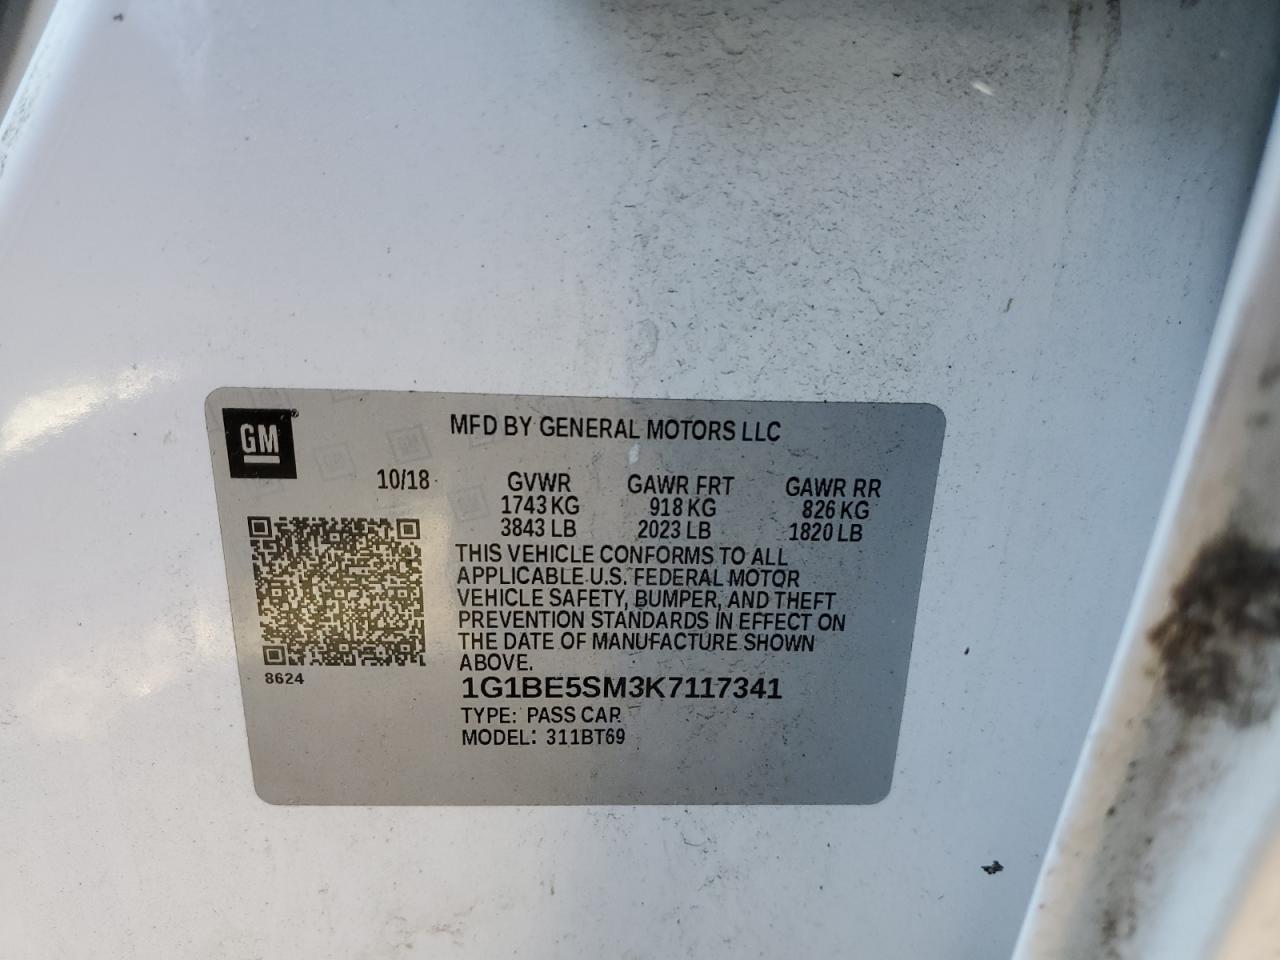 GM
MFD BY GENERAL MOTORS LLC
10/18 GVWR GAWR FRT GAWR RR
1743 KG 918 KG 826 KG
3843 LB 2023 LB 1820 LB
THIS VEHICLE CONFORMS TO ALL
APPLICABLE U.S. FEDERAL MOTOR
VEHICLE SAFETY, BUMPER, AND THEFT
PREVENTION STANDARDS IN EFFECT ON
THE DATE OF MANUFACTURE SHOWN
ABOVE.
8624
1G1BE5SM3K7117341
TYPE: PASS CAR
MODEL: 311BT69